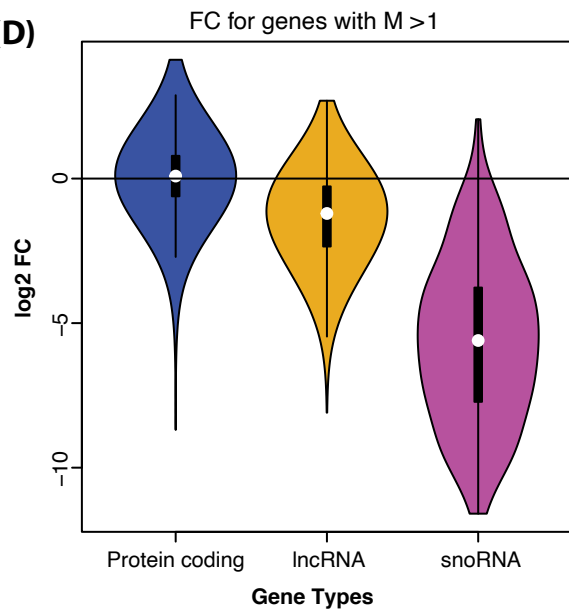 D)
FC for genes with M >1
log2 FC
0
−5
−10
Protein coding lncRNA snoRNA
Gene Types